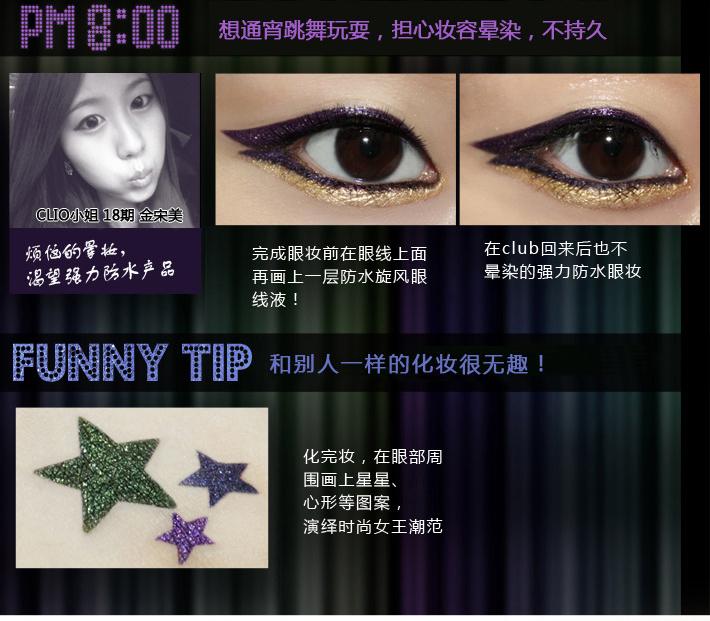 PM 8:00
想通宵跳舞玩耍，担心妆容晕染，不持久
CLIO小姐 18期 金宋美
烦恼的晕妆，
渴望强力防水产品
完成眼妆前在眼线上面
再画上一层防水旋风眼
线液！
在club回来后也不
晕染的强力防水眼妆
FUNNY TIP
和别人一样的化妆很无趣！
化完妆，在眼部周
围画上星星、
心形等图案，
演绎时尚女王潮范